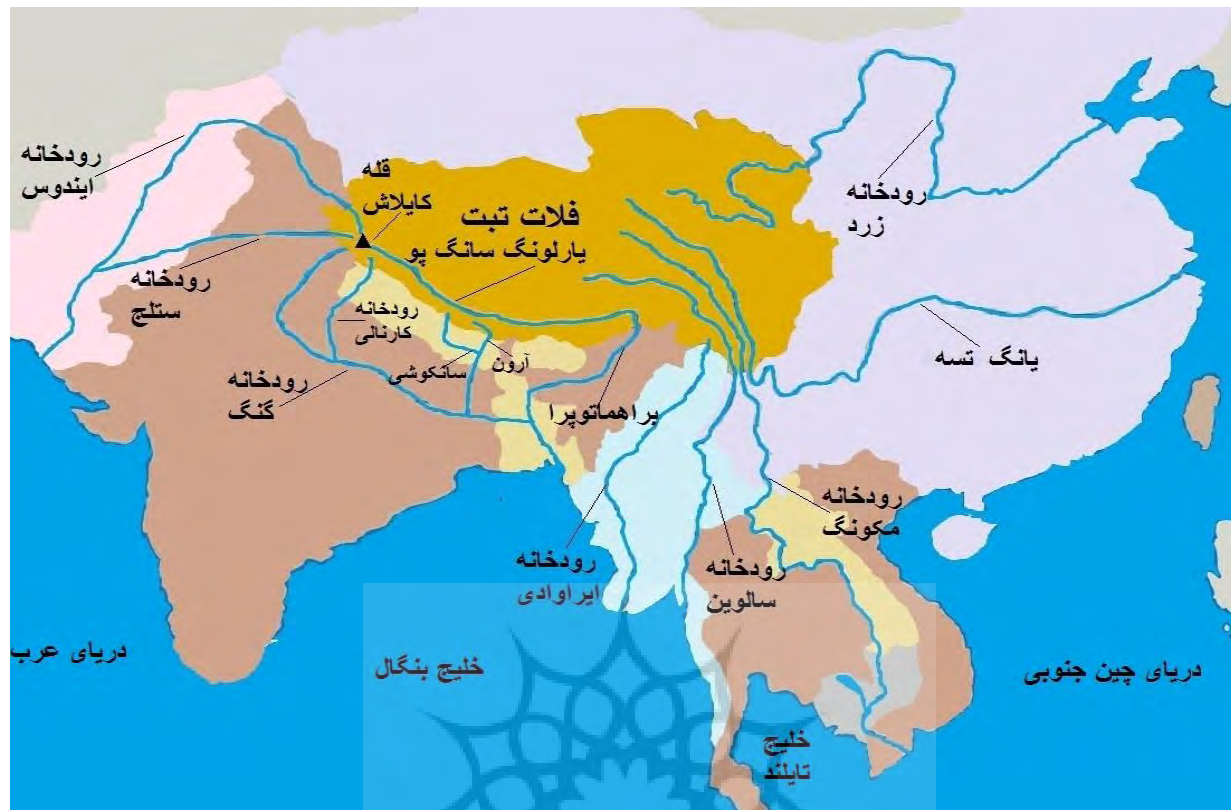 رودخانه
ایندوس
قله
کایلاش
فلات تبت
یارلونگ سانگ پو
رودخانه
زرد
رودخانه
ستلج
رودخانه
کارنالی
آرون
سانکوشی
یانگ تسه
رودخانه
گنگ
براهماتوپرا
رودخانه
مکونگ
رودخانه
ایراوادی
رودخانه
سالوین
دریای عرب
خلیج بنگال
دریای چین جنوبی
خلیج
تایلند